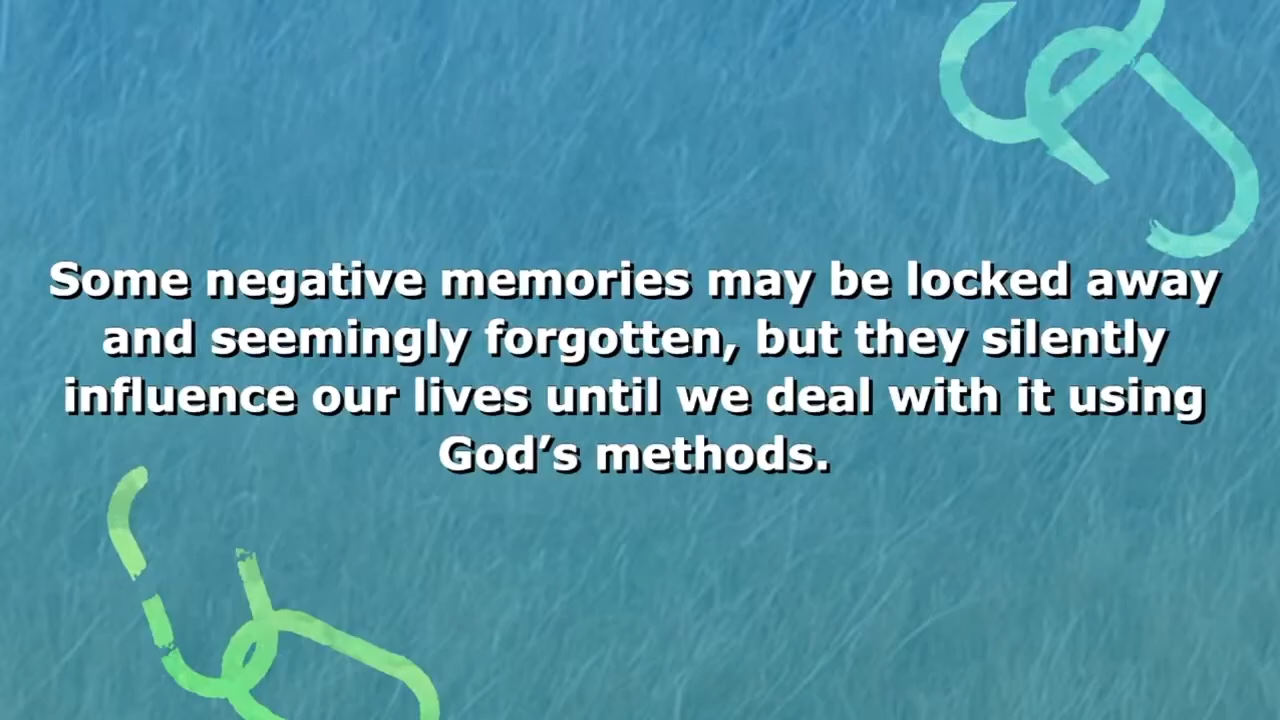 Some negative memories may be locked away
and seemingly forgotten, but they silently
influence our lives until we deal with it using
God’s methods.